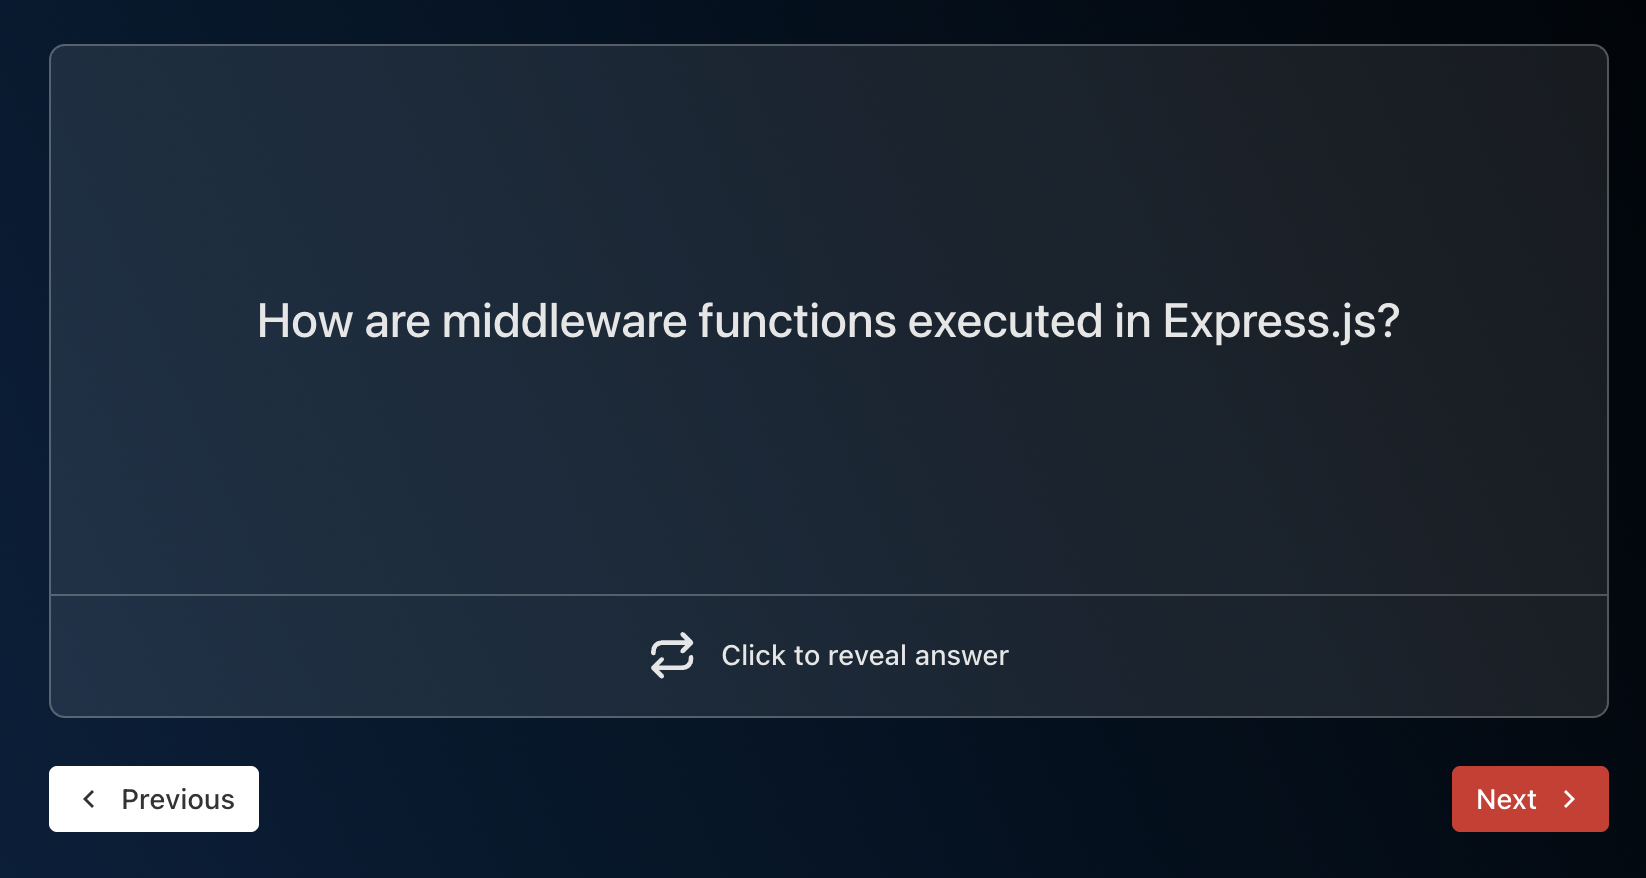 How are middleware functions executed in Express.js?
Click to reveal answer
Previous
Next